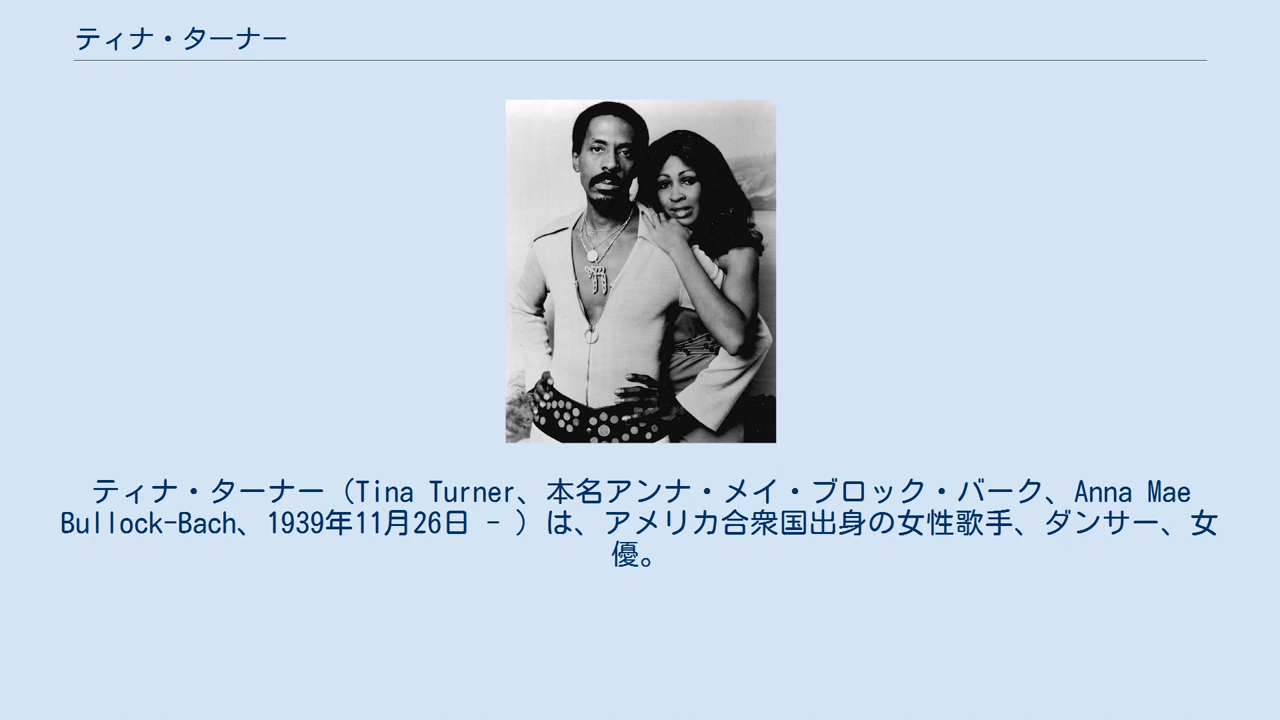 ティナ・ターナー
ティナ・ターナー（Tina Turner、本名アンナ・メイ・ブロック・バーク、Anna Mae
Bullock-Bach、1939年11月26日 - ）は、アメリカ合衆国出身の女性歌手、ダンサー、女
優。